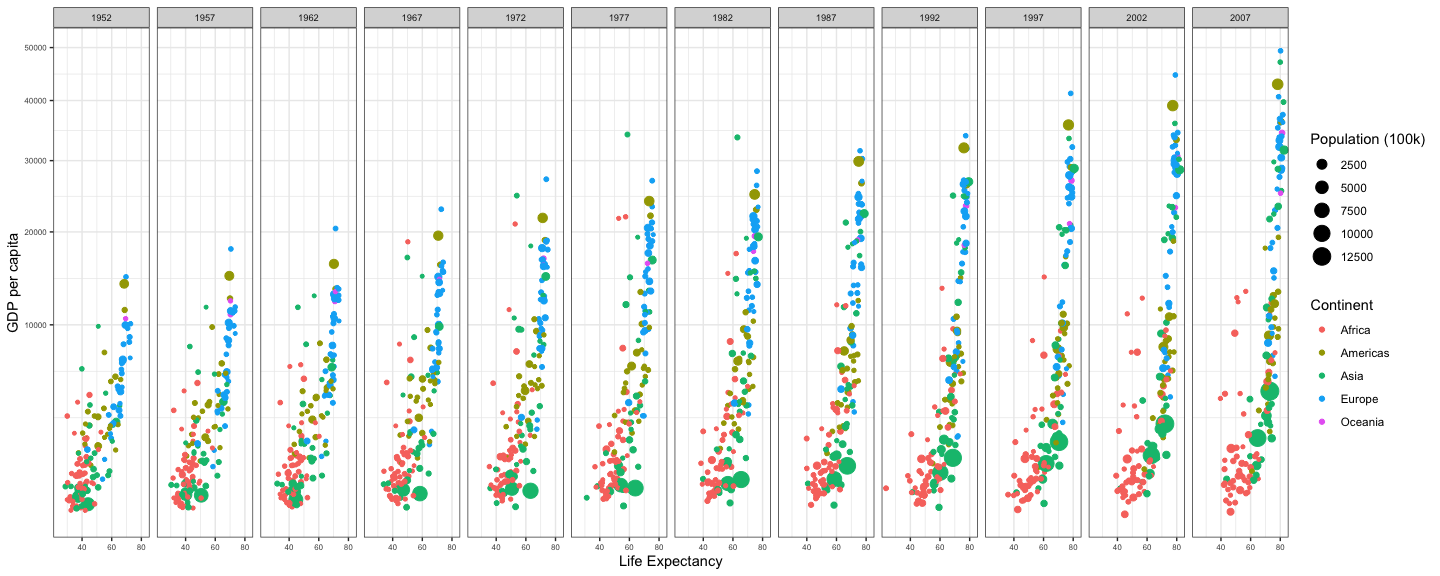 1952 1957 1962 1967 1972 1977 1982 1987 1992 1997 2002 2007
50000
40000
30000
20000
10000
GDP per capita
40 60 80 40 60 80 40 60 80 40 60 80 40 60 80 40 60 80 40 60 80 40 60 80 40 60 80 40 60 80 40 60 80 40 60 80
Life Expectancy
Population (100k)
2500
5000
7500
10000
12500
Continent
Africa
Americas
Asia
Europe
Oceania